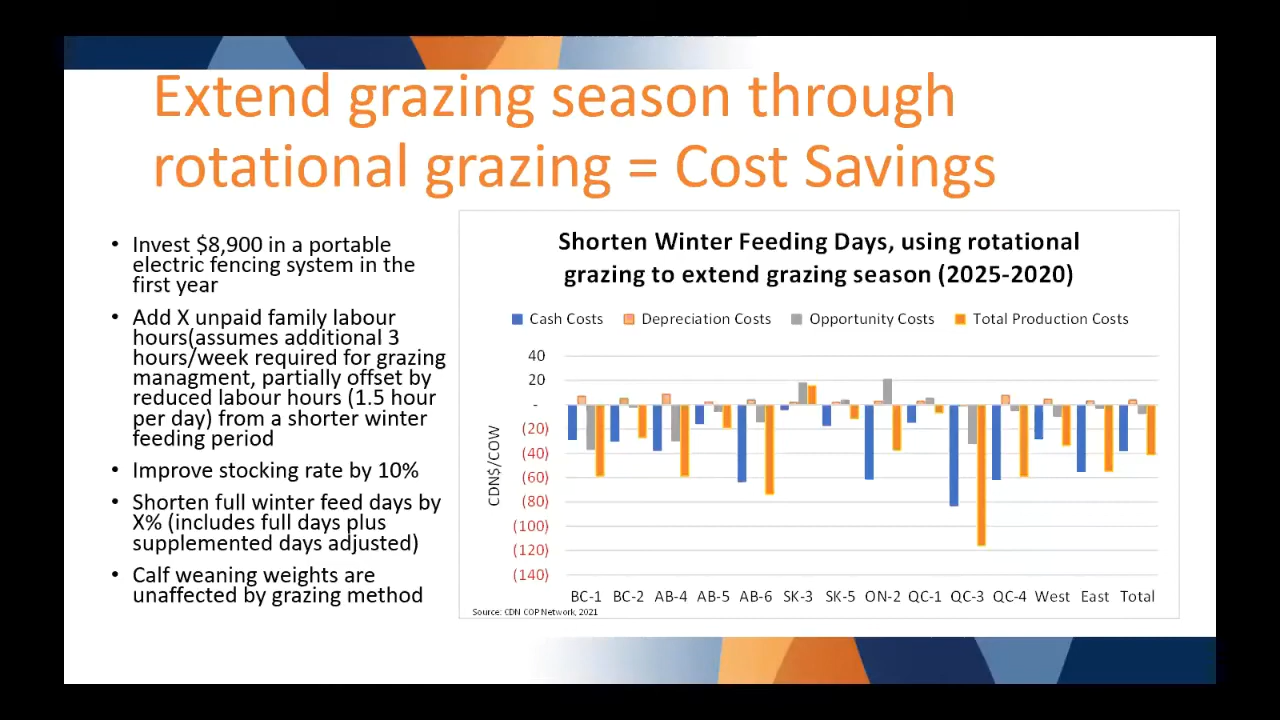 Extend grazing season through
rotational grazing = Cost Savings
• Invest $8,900 in a portable
electric fencing system in the
first year
• Add X unpaid family labour
hours(assumes additional 3
hours/week required for grazing
managment, partially offset by
reduced labour hours (1.5 hour
per day) from a shorter winter
feeding period
• Improve stocking rate by 10%
• Shorten full winter feed days by
X% (includes full days plus
supplemented days adjusted)
• Calf weaning weights are
unaffected by grazing method
Shorten Winter Feeding Days, using rotational
grazing to extend grazing season (2025-2020)
Cash Costs Depreciation Costs Opportunity Costs Total Production Costs
CDN$/COW
40
20
-
(20)
(40)
(60)
(80)
(100)
(120)
(140)
BC-1 BC-2 AB-4 AB-5 AB-6 SK-3 SK-5 ON-2 QC-1 QC-3 QC-4 West East Total
Source: CDN COP Network, 2021